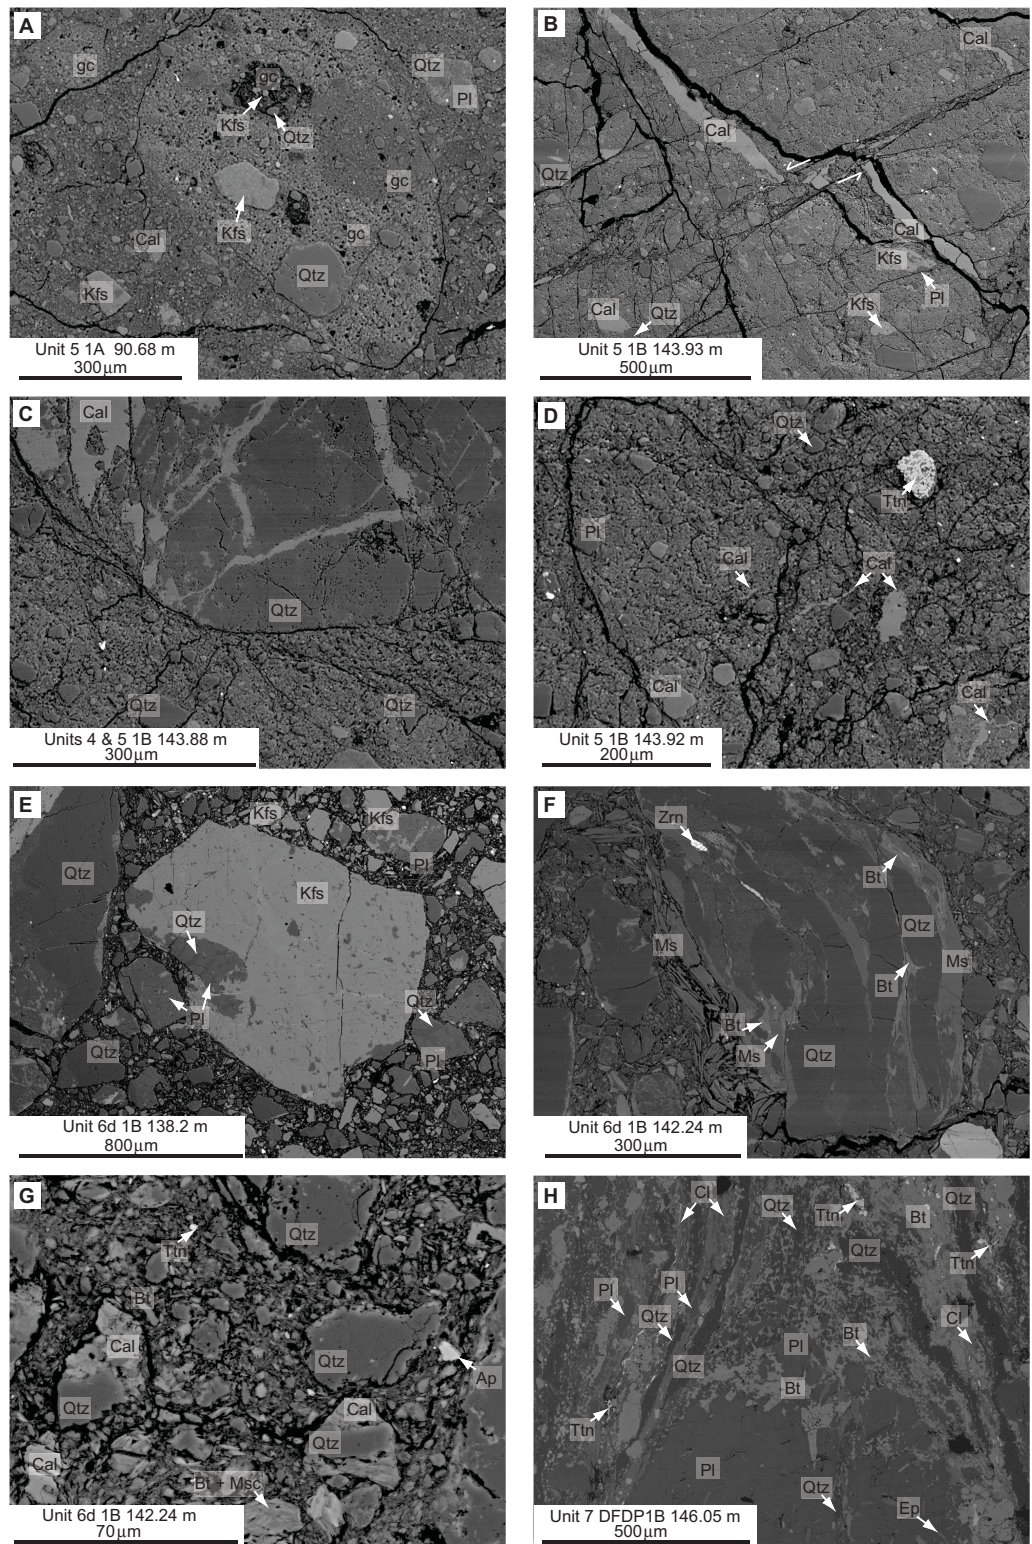 A
gc
gc
Qtz
Pl
Kfs
Qtz
gc
Kfs
Cal
gc
Kfs
Qtz
Unit 5 1A 90.68 m
300μm
B
Cal
Cal
Qtz
Cal
Kfs
Pl
Cal
Qtz
Kfs
Unit 5 1B 143.93 m
500μm
C
Cal
Qtz
Qtz
Qtz
Units 4 & 5 1B 143.88 m
300μm
D
Qtz
Ttn
Pl
Cal
Cal
Cal
Cal
Unit 5 1B 143.92 m
200μm
E
Kfs
Kfs
Pl
Qtz
Kfs
Qtz
Pl
Qtz
Qtz
Pl
Unit 6d 1B 138.2 m
800μm
F
Zrn
Bt
Qtz
Ms
Ms
Bt
Bt
Ms
Qtz
Unit 6d 1B 142.24 m
300μm
G
Qtz
Ttn
Bt
Cal
Qtz
Ap
Qtz
Cal
Qtz
Cal
Bt + Msc
Unit 6d 1B 142.24 m
70μm
H
Cl
Qtz
Ttn
Bt
Qtz
Qtz
Ttn
Pl
Pl
Qtz
Cl
Bt
Pl
Qtz
Bt
Ttn
Pl
Qtz
Ep
Unit 7 DFDP1B 146.05 m
500μm